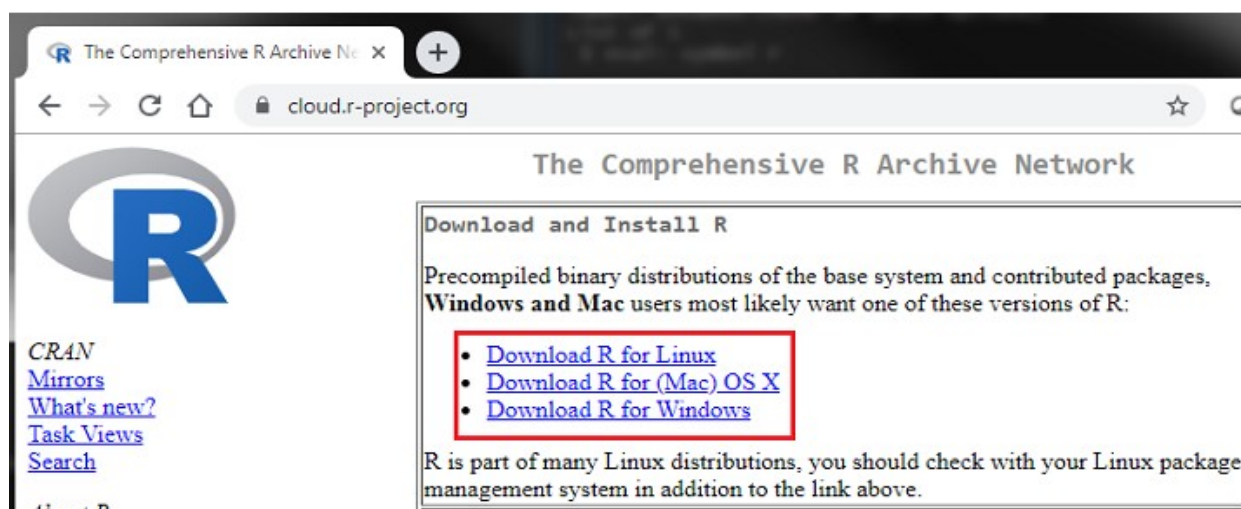 The Comprehensive R Archive Ne
cloud.r-project.org
R
The Comprehensive R Archive Network
Download and Install R
Precompiled binary distributions of the base system and contributed packages,
Windows and Mac users most likely want one of these versions of R:
Download R for Linux
Download R for (Mac) OS X
Download R for Windows
R is part of many Linux distributions, you should check with your Linux package
management system in addition to the link above.
CRAN
Mirrors
What's new?
Task Views
Search